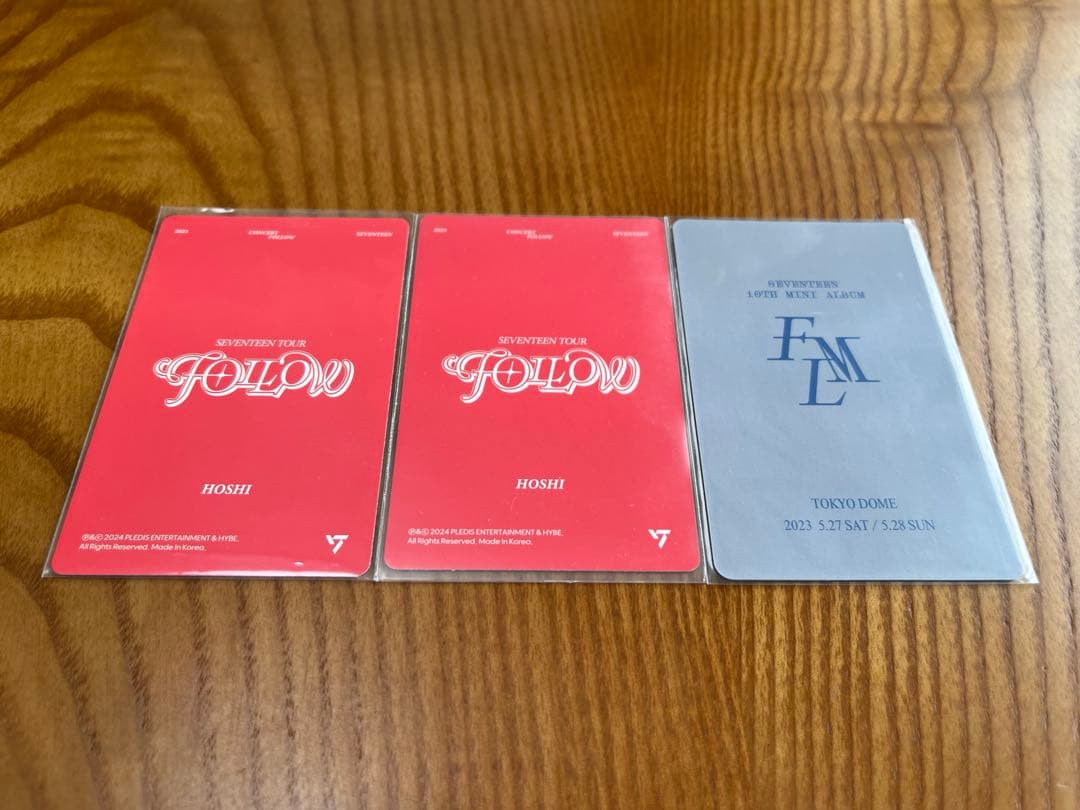 2023
CONCERT
FOLLOW
SEVENTEEN
SEVENTEEN TOUR
FOLLOW
HOSHI
℗&© 2024 PLEDIS ENTERTAINMENT & HYBE.
All Rights Reserved. Made in Korea.
2023
CONCERT
FOLLOW
SEVENTEEN
SEVENTEEN TOUR
FOLLOW
HOSHI
℗&© 2024 PLEDIS ENTERTAINMENT & HYBE.
All Rights Reserved. Made in Korea.
SEVENTEEN
10TH MINI ALBUM
FML
TOKYO DOME
2023 5.27 SAT / 5.28 SUN